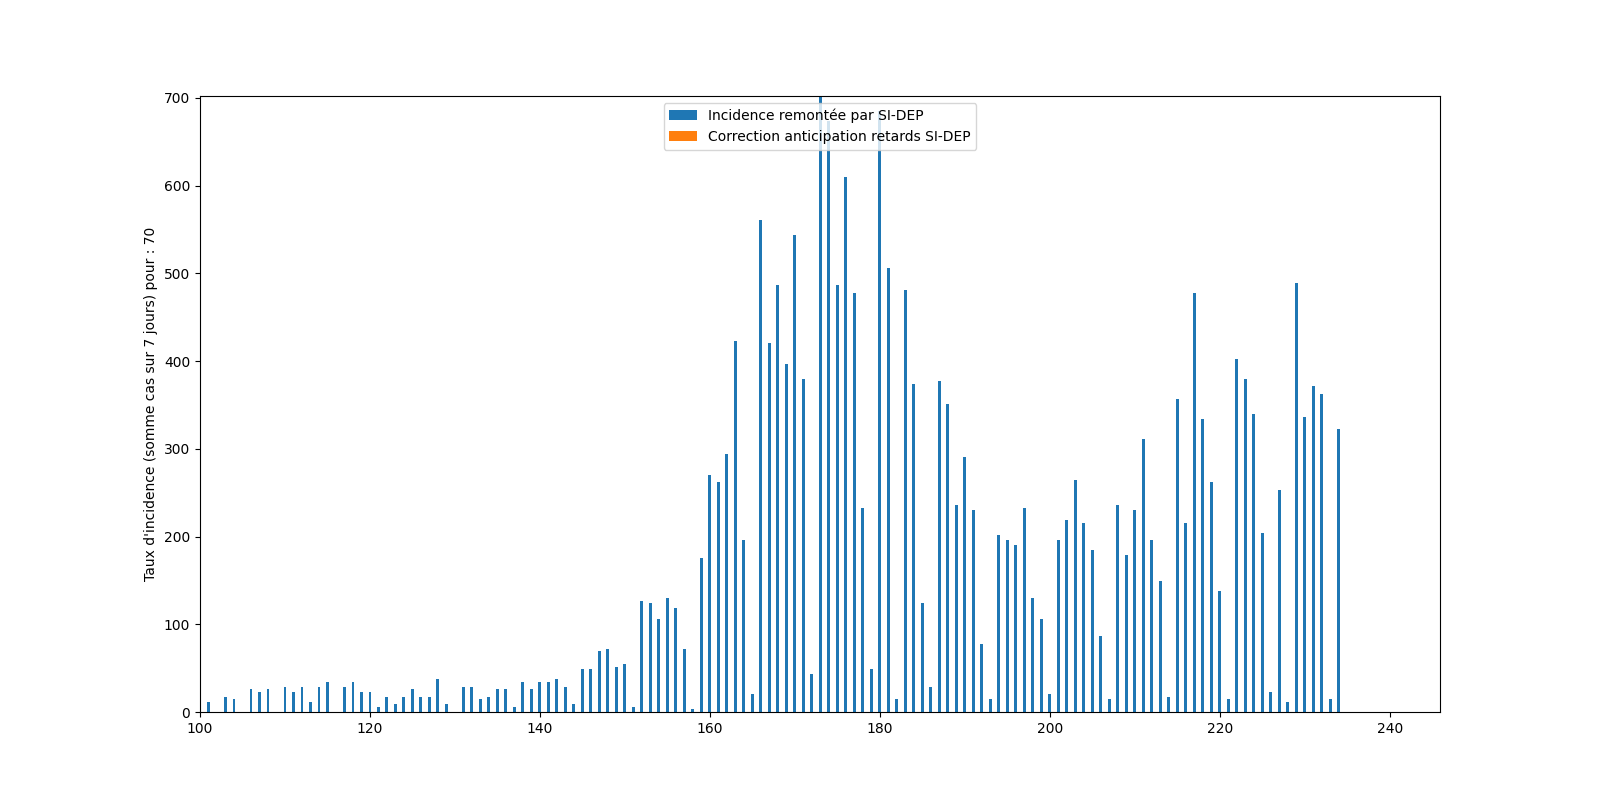 700
600
500
400
300
200
100
0
Taux d'incidence (somme cas sur 7 jours) pour : 70
Incidence remontée par SI-DEP
Correction anticipation retards SI-DEP
100 120 140 160 180 200 220 240